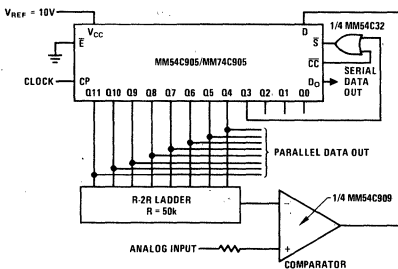 V_REF = 10V
1/4 MM54C32
V_CC
D
E̅
S̅
MM54C905/MM74C905
C̅C̅
CLOCK
CP
D_O
SERIAL DATA OUT
Q11 Q10 Q9 Q8 Q7 Q6 Q5 Q4 Q3 Q2 Q1 Q0
PARALLEL DATA OUT
R-2R LADDER
R = 50k
1/4 MM54C909
−
+
ANALOG INPUT
COMPARATOR